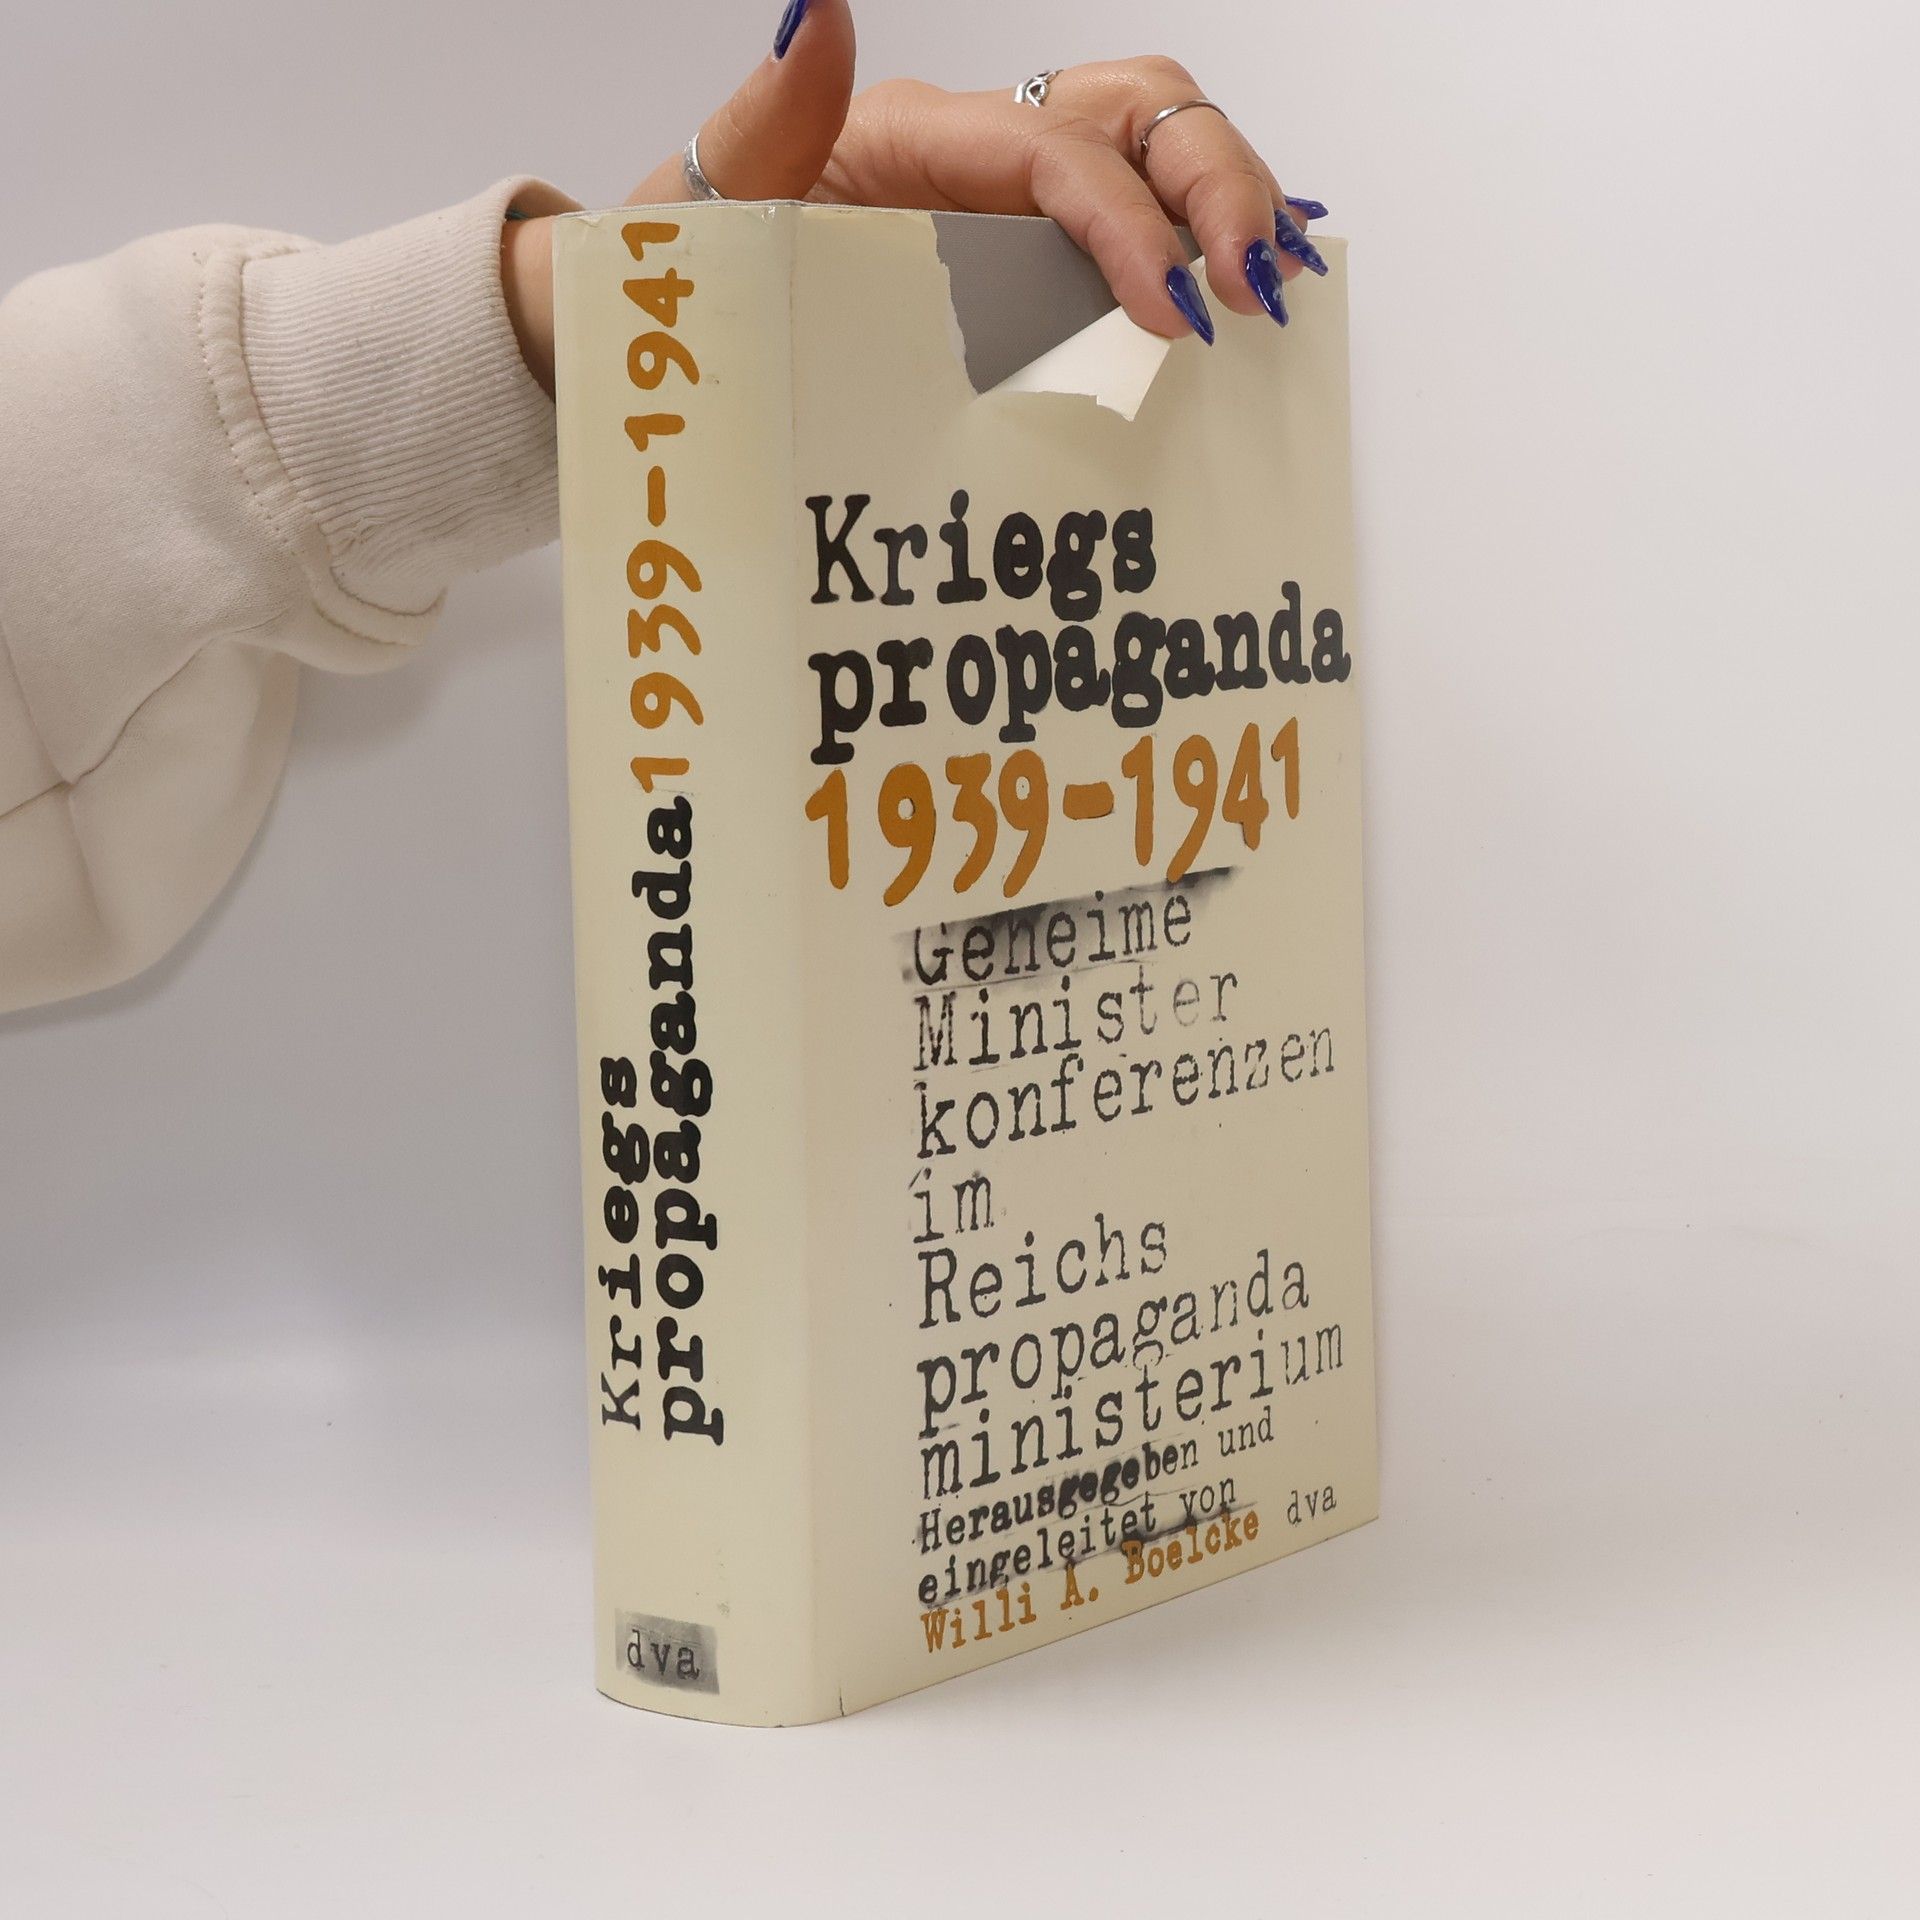 Kriegs
propaganda 1939-1941
dva
Kriegs
propaganda
1939-1941
Geheime
Minister
konferenzen
im
Reichs
propaganda
ministerium
Herausgegeben und
eingeleitet von
Willi A. Boelcke
dva